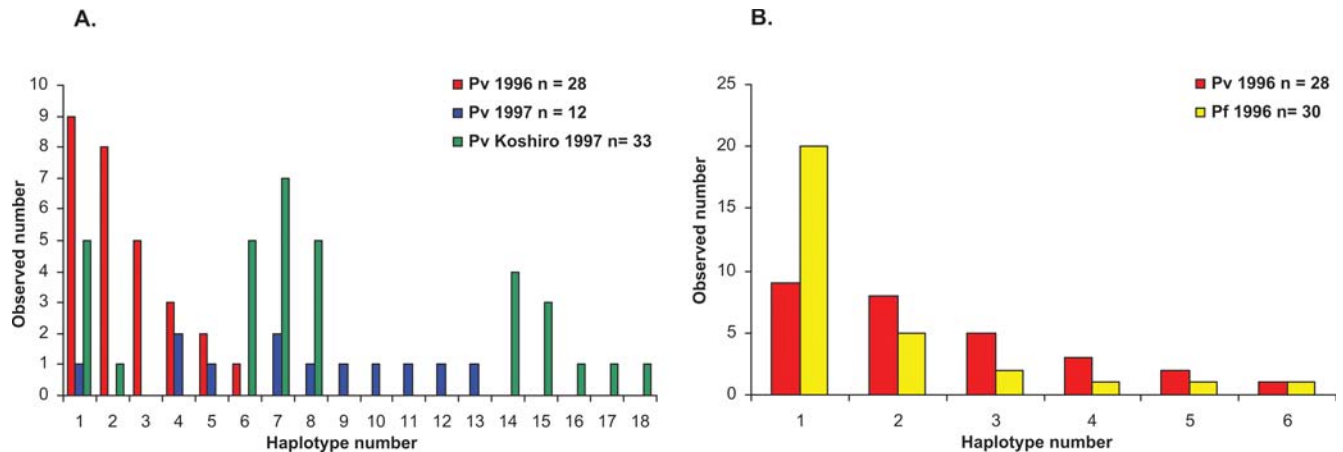 A.
Pv 1996 n = 28
Pv 1997 n = 12
Pv Koshiro 1997 n= 33
Observed number
10
9
8
7
6
5
4
3
2
1
0
1 2 3 4 5 6 7 8 9 10 11 12 13 14 15 16 17 18
Haplotype number
B.
Pv 1996 n = 28
Pf 1996 n= 30
Observed number
25
20
15
10
5
0
1 2 3 4 5 6
Haplotype number